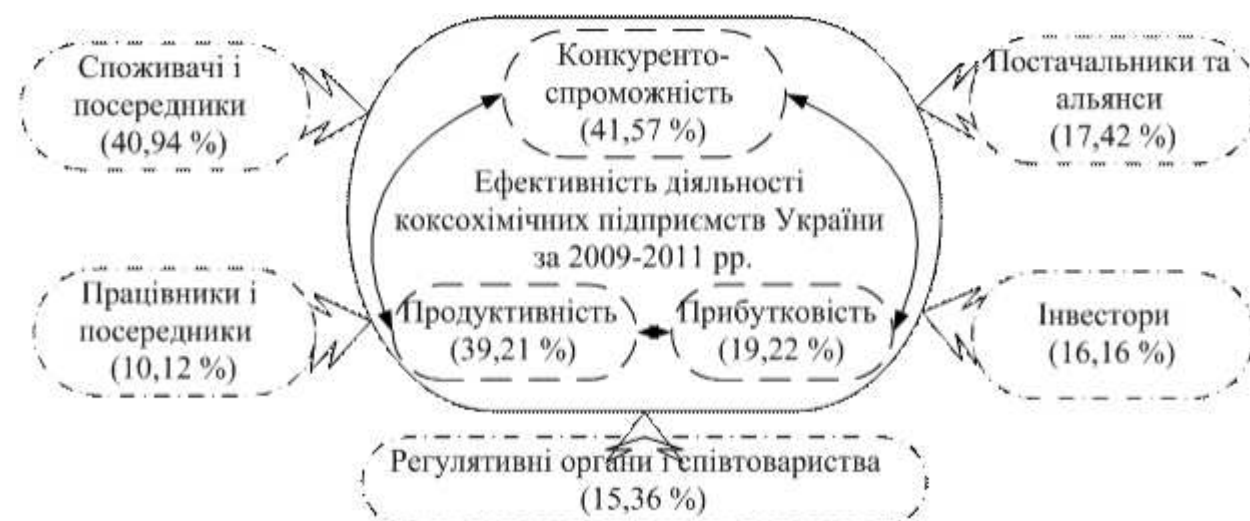 Споживачі і
посередники
(40,94 %)
Конкуренто-
спроможність
(41,57 %)
Постачальники та
альянси
(17,42 %)
Ефективність діяльності
коксохімічних підприємств України
за 2009-2011 рр.
Працівники і
посередники
(10,12 %)
Продуктивність
(39,21 %)
Прибутковість
(19,22 %)
Інвестори
(16,16 %)
Регулятивні органи і співтовариства
(15,36 %)